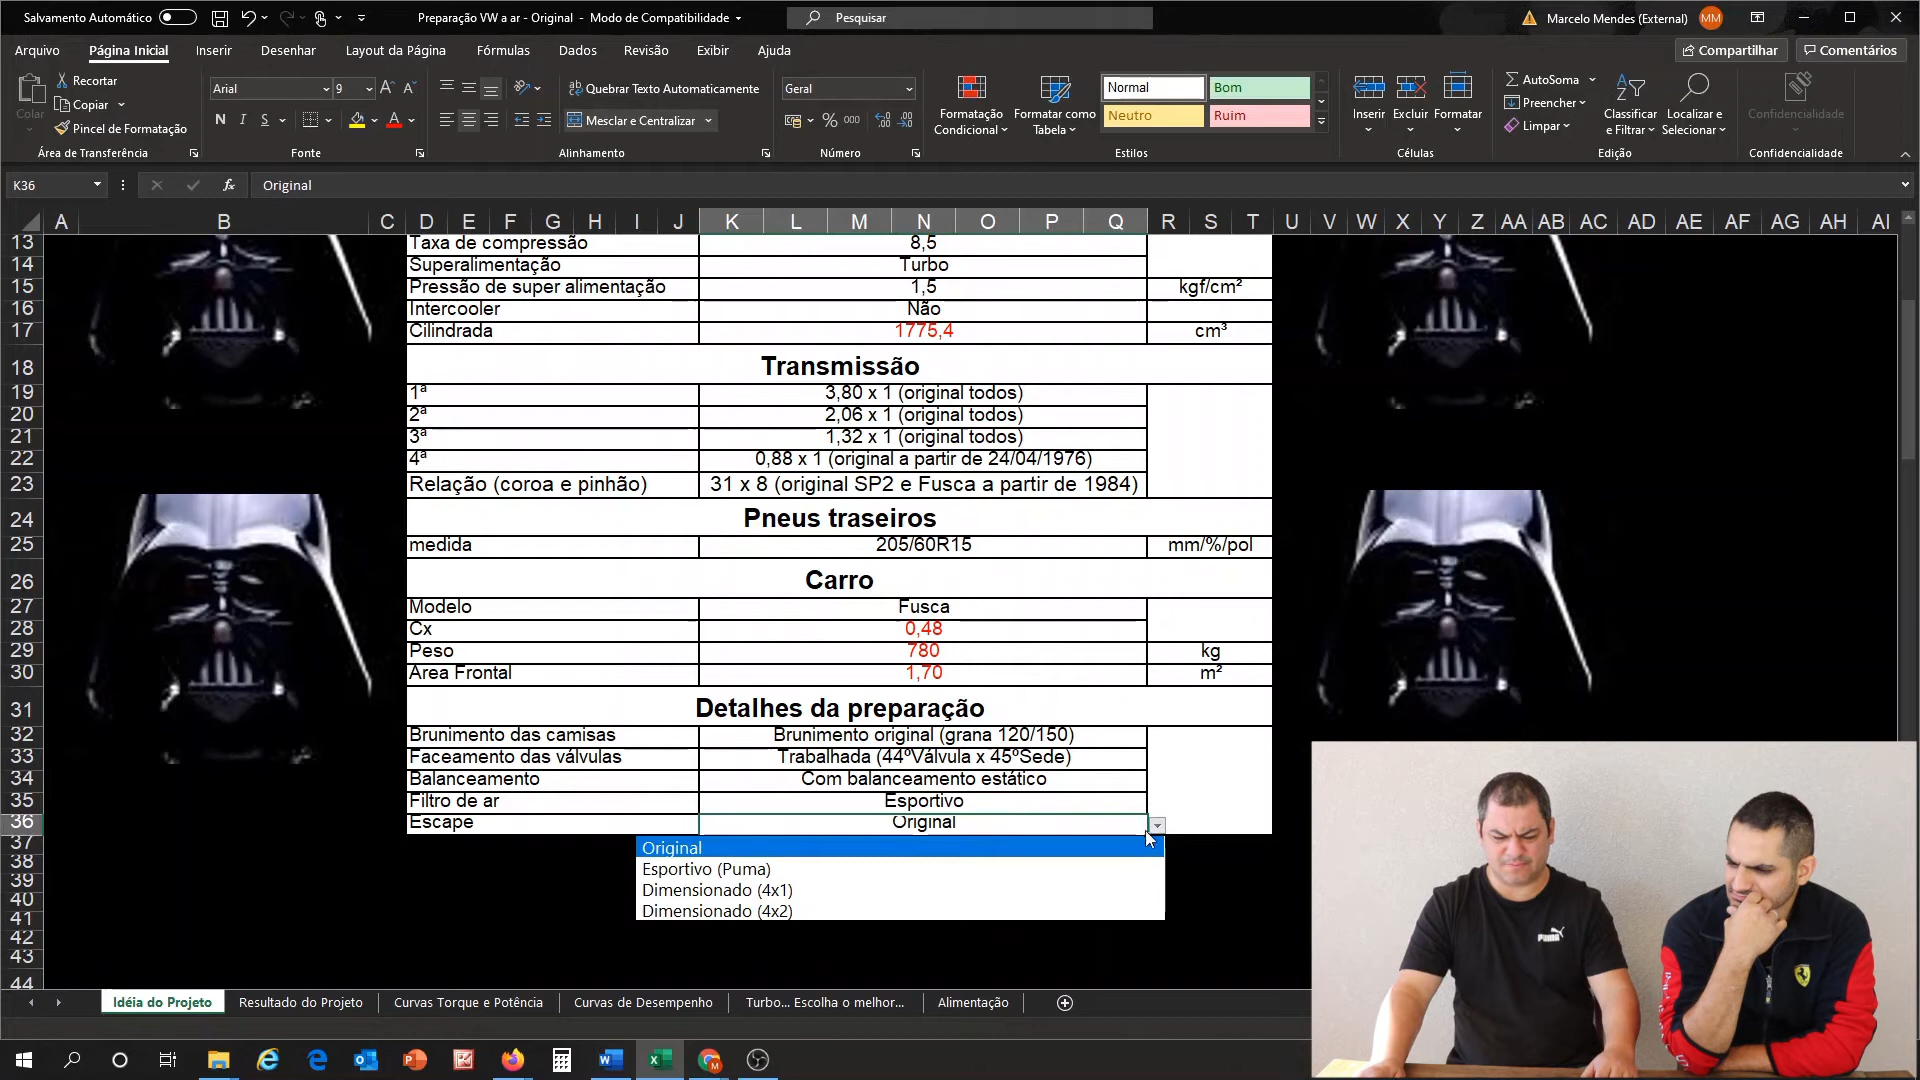 Salvamento Automático
Preparação VW a ar - Original - Modo de Compatibilidade
Pesquisar
Marcelo Mendes (External)
MM
Arquivo
Página Inicial
Inserir
Desenhar
Layout da Página
Fórmulas
Dados
Revisão
Exibir
Ajuda
Compartilhar
Comentários
Colar
Recortar
Copiar
Pincel de Formatação
Área de Transferência
Arial
9
N I S
Fonte
Quebrar Texto Automaticamente
Mesclar e Centralizar
Alinhamento
Geral
% 000
Número
Formatação Condicional
Formatar como Tabela
Normal
Bom
Neutro
Ruim
Estilos
Inserir
Excluir
Formatar
Células
AutoSoma
Preencher
Limpar
Classificar e Filtrar
Localizar e Selecionar
Edição
Confidencialidade
Confidencialidade
K36
fx
Original
A B C D E F G H I J K L M N O P Q R S T U V W X Y Z AA AB AC AD AE AF AG AH AI
13 Taxa de compressão 8,5
14 Superalimentação Turbo
15 Pressão de super alimentação 1,5 kgf/cm²
16 Intercooler Não
17 Cilindrada 1775,4 cm³
18 Transmissão
19 1ª 3,80 x 1 (original todos)
20 2ª 2,06 x 1 (original todos)
21 3ª 1,32 x 1 (original todos)
22 4ª 0,88 x 1 (original a partir de 24/04/1976)
23 Relação (coroa e pinhão) 31 x 8 (original SP2 e Fusca a partir de 1984)
24 Pneus traseiros
25 medida 205/60R15 mm/%/pol
26 Carro
27 Modelo Fusca
28 Cx 0,48
29 Peso 780 kg
30 Área Frontal 1,70 m²
31 Detalhes da preparação
32 Brunimento das camisas Brunimento original (grana 120/150)
33 Faceamento das válvulas Trabalhada (44ºVálvula x 45ºSede)
34 Balanceamento Com balanceamento estático
35 Filtro de ar Esportivo
36 Escape Original
37
38
39
40
41
42
43
44
Original
Esportivo (Puma)
Dimensionado (4x1)
Dimensionado (4x2)
PUMA
Idéia do Projeto
Resultado do Projeto
Curvas Torque e Potência
Curvas de Desempenho
Turbo... Escolha o melhor...
Alimentação